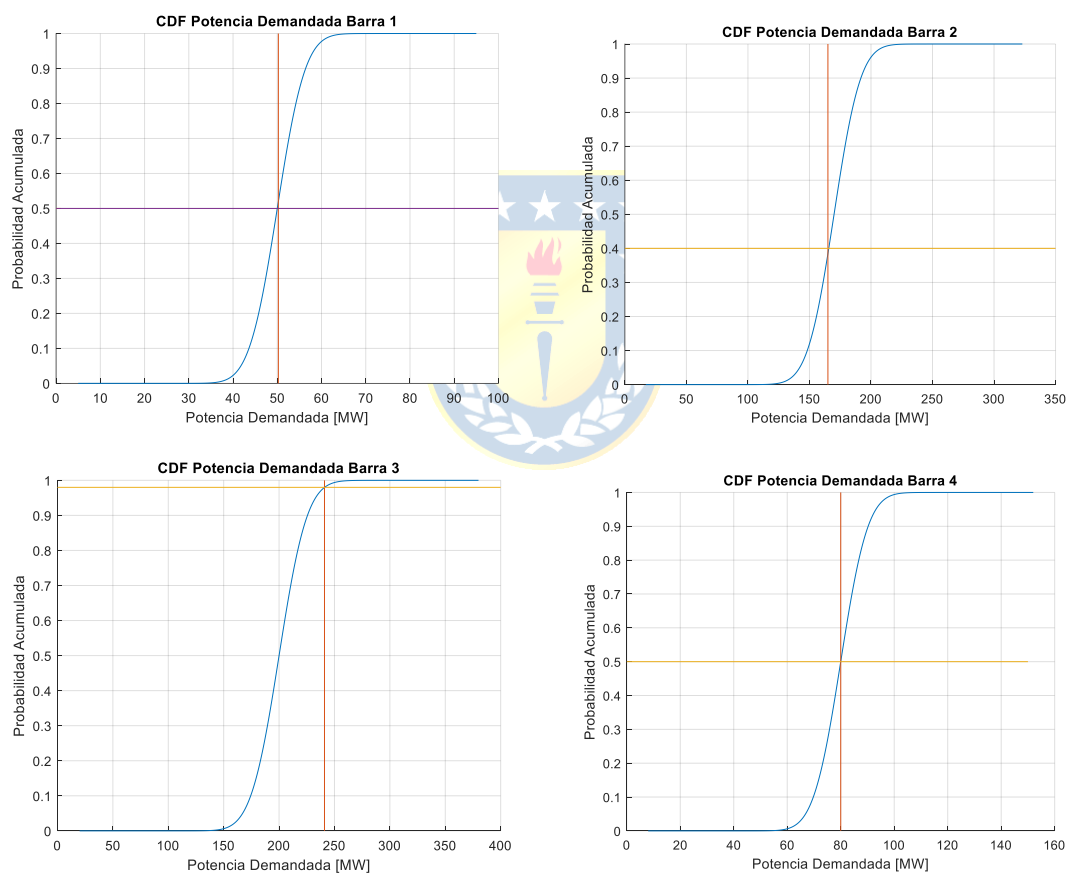 CDF Potencia Demandada Barra 1
1
0.9
0.8
0.7
0.6
0.5
0.4
0.3
0.2
0.1
0
Probabilidad Acumulada
0 10 20 30 40 50 60 70 80 90 100
Potencia Demandada [MW]
CDF Potencia Demandada Barra 2
1
0.9
0.8
0.7
0.6
0.5
0.4
0.3
0.2
0.1
0
Probabilidad Acumulada
0 50 100 150 200 250 300 350
Potencia Demandada [MW]
CDF Potencia Demandada Barra 3
1
0.9
0.8
0.7
0.6
0.5
0.4
0.3
0.2
0.1
0
Probabilidad Acumulada
0 50 100 150 200 250 300 350 400
Potencia Demandada [MW]
CDF Potencia Demandada Barra 4
1
0.9
0.8
0.7
0.6
0.5
0.4
0.3
0.2
0.1
0
Probabilidad Acumulada
0 20 40 60 80 100 120 140 160
Potencia Demandada [MW]